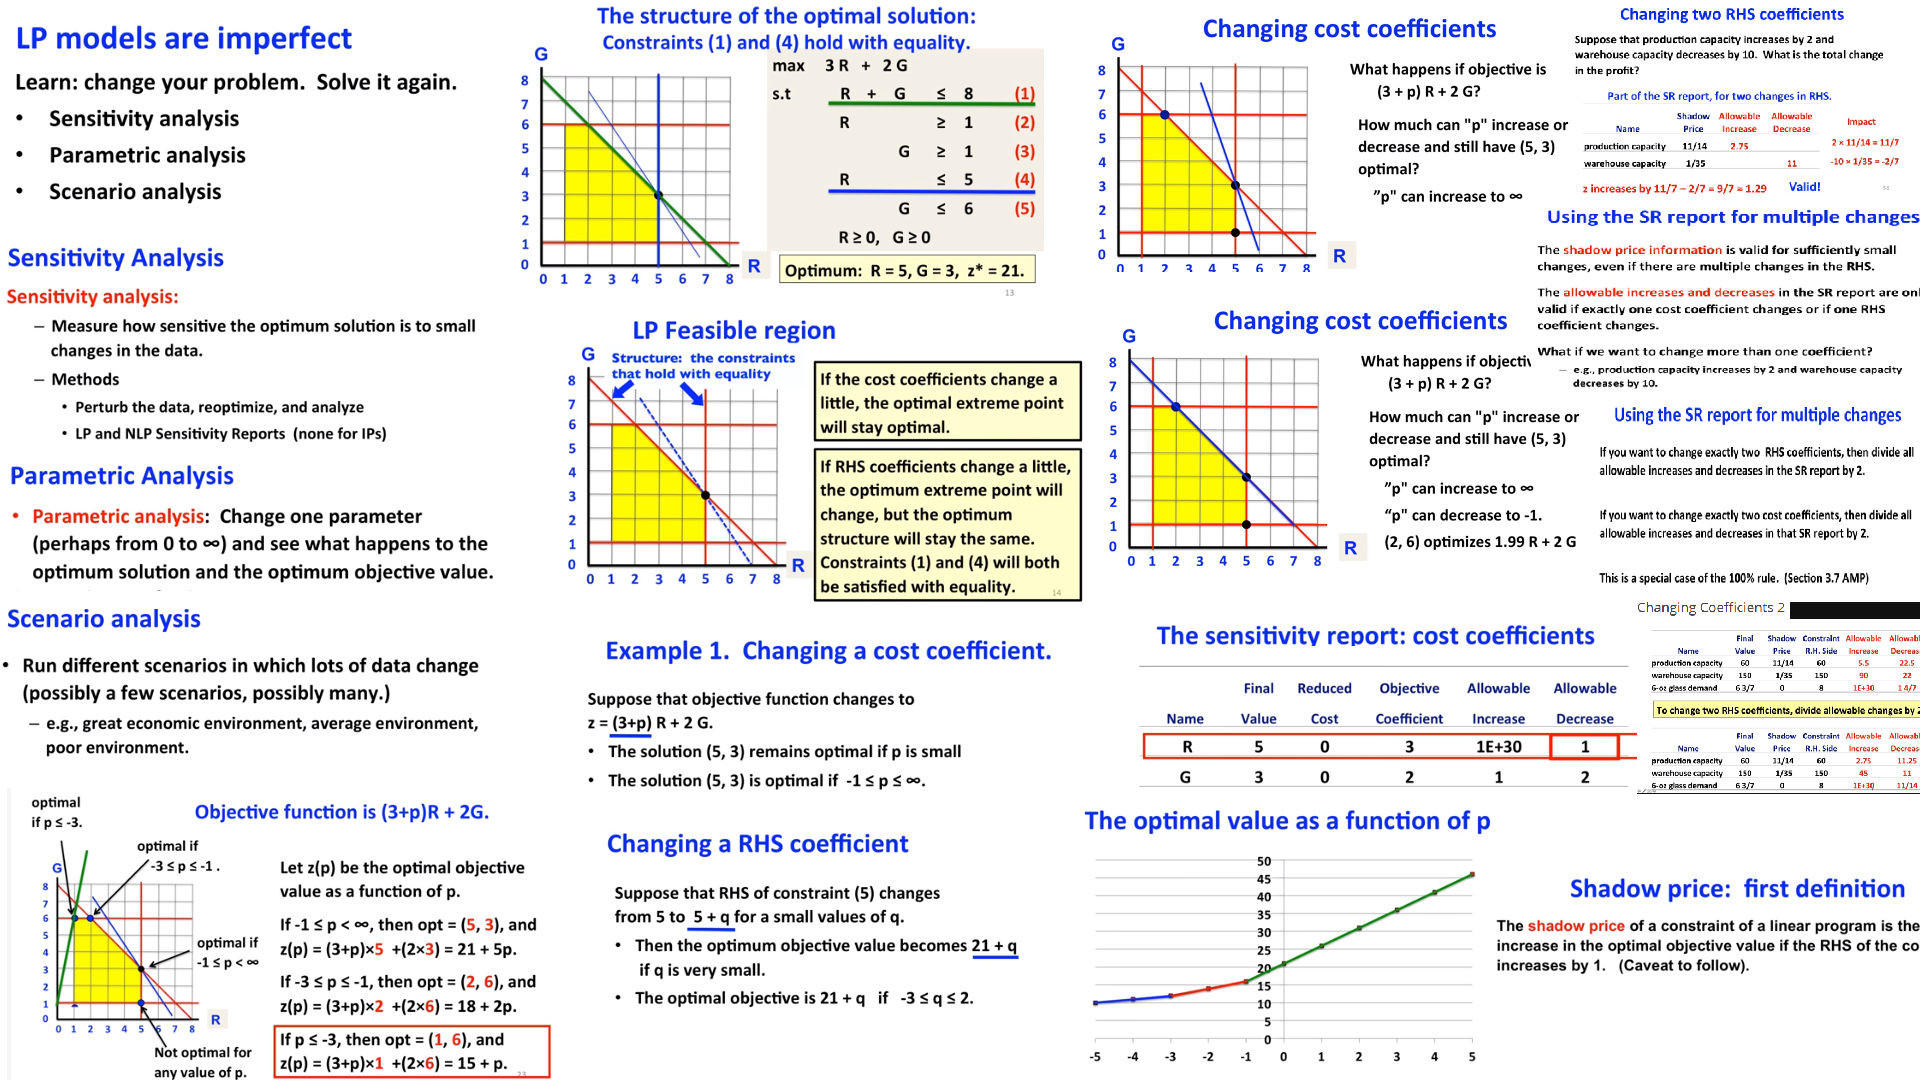 LP models are imperfect
Learn: change your problem. Solve it again.
• Sensitivity analysis
• Parametric analysis
• Scenario analysis
Sensitivity Analysis
Sensitivity analysis:
– Measure how sensitive the optimum solution is to small
changes in the data.
– Methods
• Perturb the data, reoptimize, and analyze
• LP and NLP Sensitivity Reports (none for IPs)
Parametric Analysis
• Parametric analysis: Change one parameter
(perhaps from 0 to ∞) and see what happens to the
optimum solution and the optimum objective value.
Scenario analysis
• Run different scenarios in which lots of data change
(possibly a few scenarios, possibly many.)
– e.g., great economic environment, average environment,
poor environment.
Objective function is (3+p)R + 2G.
optimal
if p ≤ -3.
optimal if
-3 ≤ p ≤ -1 .
G
8
7
6
5
4
3
2
1
0 1 2 3 4 5 6 7 8
R
optimal if
-1 ≤ p < ∞
Not optimal for
any value of p.
Let z(p) be the optimal objective
value as a function of p.
If -1 ≤ p < ∞, then opt = (5, 3), and
z(p) = (3+p)×5 +(2×3) = 21 + 5p.
If -3 ≤ p ≤ -1, then opt = (2, 6), and
z(p) = (3+p)×2 +(2×6) = 18 + 2p.
If p ≤ -3, then opt = (1, 6), and
z(p) = (3+p)×1 +(2×6) = 15 + p.
23
The structure of the optimal solution:
Constraints (1) and (4) hold with equality.
G
8
7
6
5
4
3
2
1
0
0 1 2 3 4 5 6 7 8
R
max 3 R + 2 G
s.t R + G ≤ 8 (1)
R ≥ 1 (2)
G ≥ 1 (3)
R ≤ 5 (4)
G ≤ 6 (5)
R ≥ 0, G ≥ 0
Optimum: R = 5, G = 3, z* = 21.
13
LP Feasible region
G
Structure: the constraints
that hold with equality
8
7
6
5
4
3
2
1
0
0 1 2 3 4 5 6 7 8
R
If the cost coefficients change a
little, the optimal extreme point
will stay optimal.
If RHS coefficients change a little,
the optimum extreme point will
change, but the optimum
structure will stay the same.
Constraints (1) and (4) will both
be satisfied with equality.
14
Example 1. Changing a cost coefficient.
Suppose that objective function changes to
z = (3+p) R + 2 G.
• The solution (5, 3) remains optimal if p is small
• The solution (5, 3) is optimal if -1 ≤ p ≤ ∞.
Changing a RHS coefficient
Suppose that RHS of constraint (5) changes
from 5 to 5 + q for a small values of q.
• Then the optimum objective value becomes 21 + q
if q is very small.
• The optimal objective is 21 + q if -3 ≤ q ≤ 2.
Changing cost coefficients
G
8
7
6
5
4
3
2
1
0
0 1 2 3 4 5 6 7 8
R
What happens if objective is
(3 + p) R + 2 G?
How much can "p" increase or
decrease and still have (5, 3)
optimal?
”p" can increase to ∞
Changing cost coefficients
G
8
7
6
5
4
3
2
1
0
0 1 2 3 4 5 6 7 8
R
What happens if objectiv
(3 + p) R + 2 G?
How much can "p" increase or
decrease and still have (5, 3)
optimal?
”p" can increase to ∞
“p" can decrease to -1.
(2, 6) optimizes 1.99 R + 2 G
The sensitivity report: cost coefficients
Final Reduced Objective Allowable Allowable
Name Value Cost Coefficient Increase Decrease
R 5 0 3 1E+30 1
G 3 0 2 1 2
The optimal value as a function of p
50
45
40
35
30
25
20
15
10
5
0
-5 -4 -3 -2 -1 0 1 2 3 4 5
Changing two RHS coefficients
Suppose that production capacity increases by 2 and
warehouse capacity decreases by 10. What is the total change
in the profit?
Part of the SR report, for two changes in RHS.
Shadow Allowable Allowable
Name Price Increase Decrease Impact
production capacity 11/14 2.75 2 × 11/14 = 11/7
warehouse capacity 1/35 11 -10 × 1/35 = -2/7
z increases by 11/7 – 2/7 = 9/7 ≈ 1.29 Valid!
Using the SR report for multiple changes
The shadow price information is valid for sufficiently small
changes, even if there are multiple changes in the RHS.
The allowable increases and decreases in the SR report are onl
valid if exactly one cost coefficient changes or if one RHS
coefficient changes.
What if we want to change more than one coefficient?
– e.g., production capacity increases by 2 and warehouse capacity
decreases by 10.
Using the SR report for multiple changes
If you want to change exactly two RHS coefficients, then divide all
allowable increases and decreases in the SR report by 2.
If you want to change exactly two cost coefficients, then divide all
allowable increases and decreases in that SR report by 2.
This is a special case of the 100% rule. (Section 3.7 AMP)
Changing Coefficients 2
Final Shadow Constraint Allowable Allowabl
Name Value Price R.H. Side Increase Decreas
production capacity 60 11/14 60 5.5 22.5
warehouse capacity 150 1/35 150 90 22
6-oz glass demand 6 3/7 0 8 1E+30 1 4/7
To change two RHS coefficients, divide allowable changes by 2
Final Shadow Constraint Allowable Allowabl
Name Value Price R.H. Side Increase Decreas
production capacity 60 11/14 60 2.75 11.25
warehouse capacity 150 1/35 150 45 11
6-oz glass demand 6 3/7 0 8 1E+30 11/14
Shadow price: first definition
The shadow price of a constraint of a linear program is the
increase in the optimal objective value if the RHS of the co
increases by 1. (Caveat to follow).